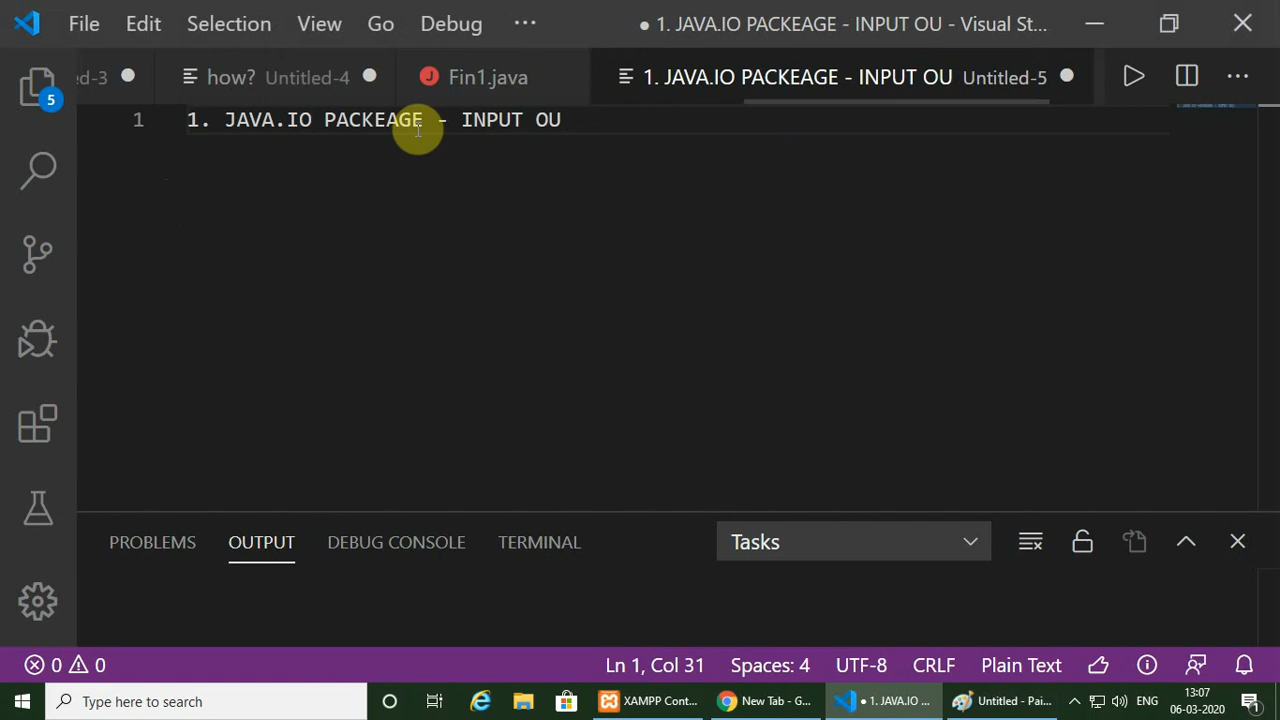 File Edit Selection View Go Debug ··· ● 1. JAVA.IO PACKEAGE - INPUT OU - Visual St...
ed-3 how? Untitled-4 J Fin1.java 1. JAVA.IO PACKEAGE - INPUT OU Untitled-5 ···
5
1 1. JAVA.IO PACKEAGE - INPUT OU
PROBLEMS OUTPUT DEBUG CONSOLE TERMINAL Tasks
0 0 Ln 1, Col 31 Spaces: 4 UTF-8 CRLF Plain Text
Type here to search XAMPP Cont... New Tab - G... ● 1. JAVA.IO ... Untitled - Pai... ENG 13:07
06-03-2020 1